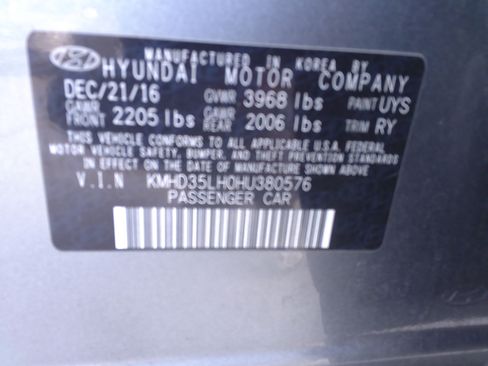 MANUFACTURED IN KOREA BY
HYUNDAI MOTOR COMPANY
DEC/21/16 GVWR 3968 lbs PAINT UYS
GAWR FRONT 2205 lbs GAWR REAR 2006 lbs TRIM RY
THIS VEHICLE CONFORMS TO ALL APPLICABLE U.S.A. FEDERAL
MOTOR VEHICLE SAFETY, BUMPER, AND THEFT PREVENTION STANDARDS
IN EFFECT ON THE DATE OF MANUFACTURE SHOWN ABOVE
V.I.N KMHD35LH0HU380576
PASSENGER CAR